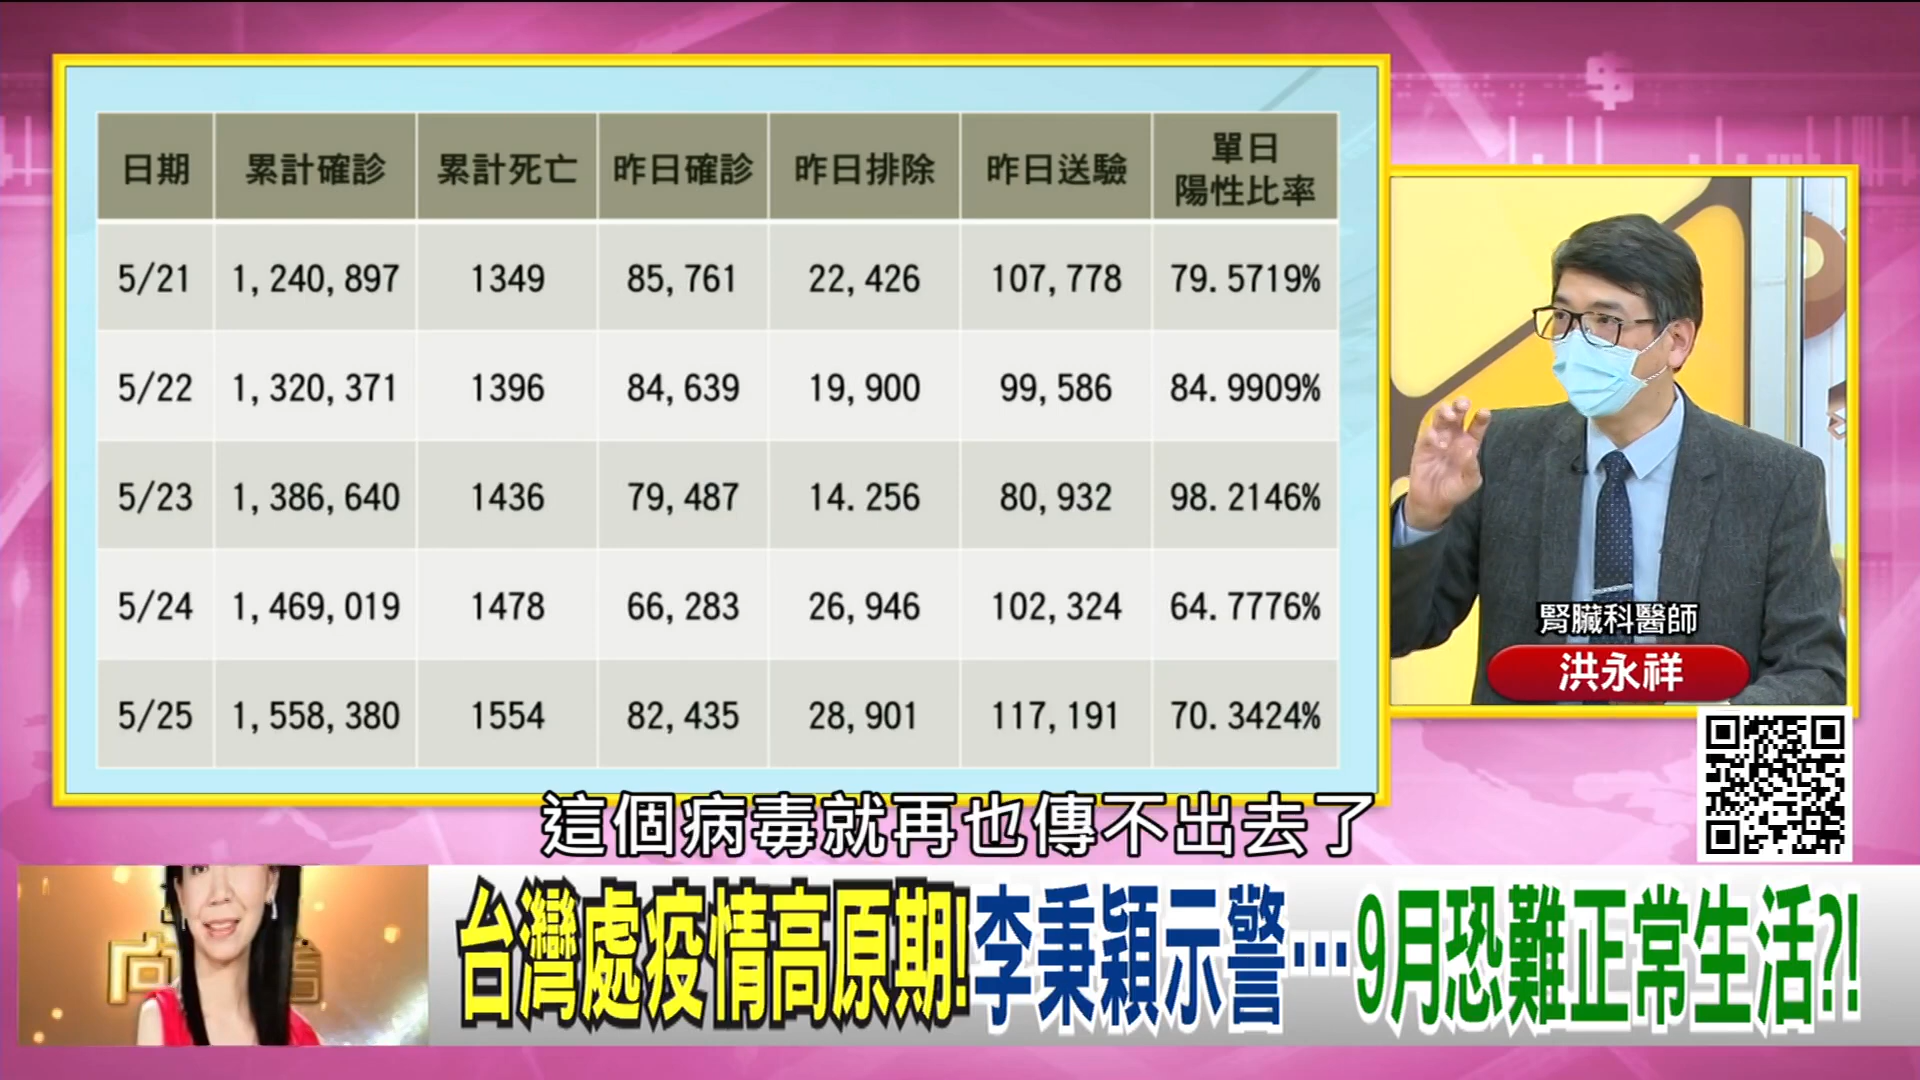 日期 累計確診 累計死亡 昨日確診 昨日排除 昨日送驗 單日陽性比率
5/21 1,240,897 1349 85,761 22,426 107,778 79.5719%
5/22 1,320,371 1396 84,639 19,900 99,586 84.9909%
5/23 1,386,640 1436 79,487 14.256 80,932 98.2146%
5/24 1,469,019 1478 66,283 26,946 102,324 64.7776%
5/25 1,558,380 1554 82,435 28,901 117,191 70.3424%
腎臟科醫師
洪永祥
這個病毒就再也傳不出去了
台灣處疫情高原期!李秉穎示警…9月恐難正常生活?!